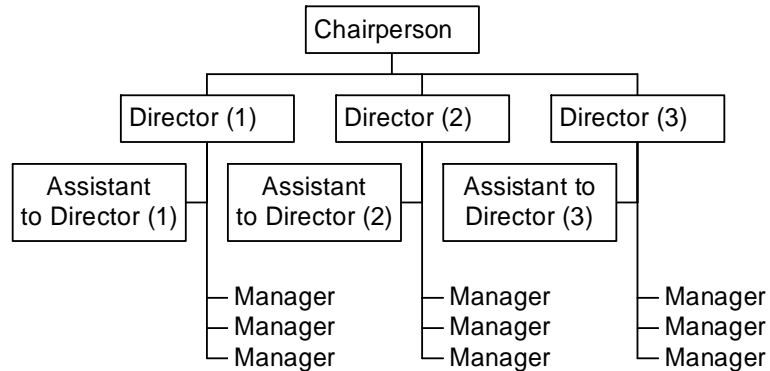 Chairperson
Director (1)
Director (2)
Director (3)
Assistant
to Director (1)
Assistant
to Director (2)
Assistant to
Director (3)
Manager
Manager
Manager
Manager
Manager
Manager
Manager
Manager
Manager